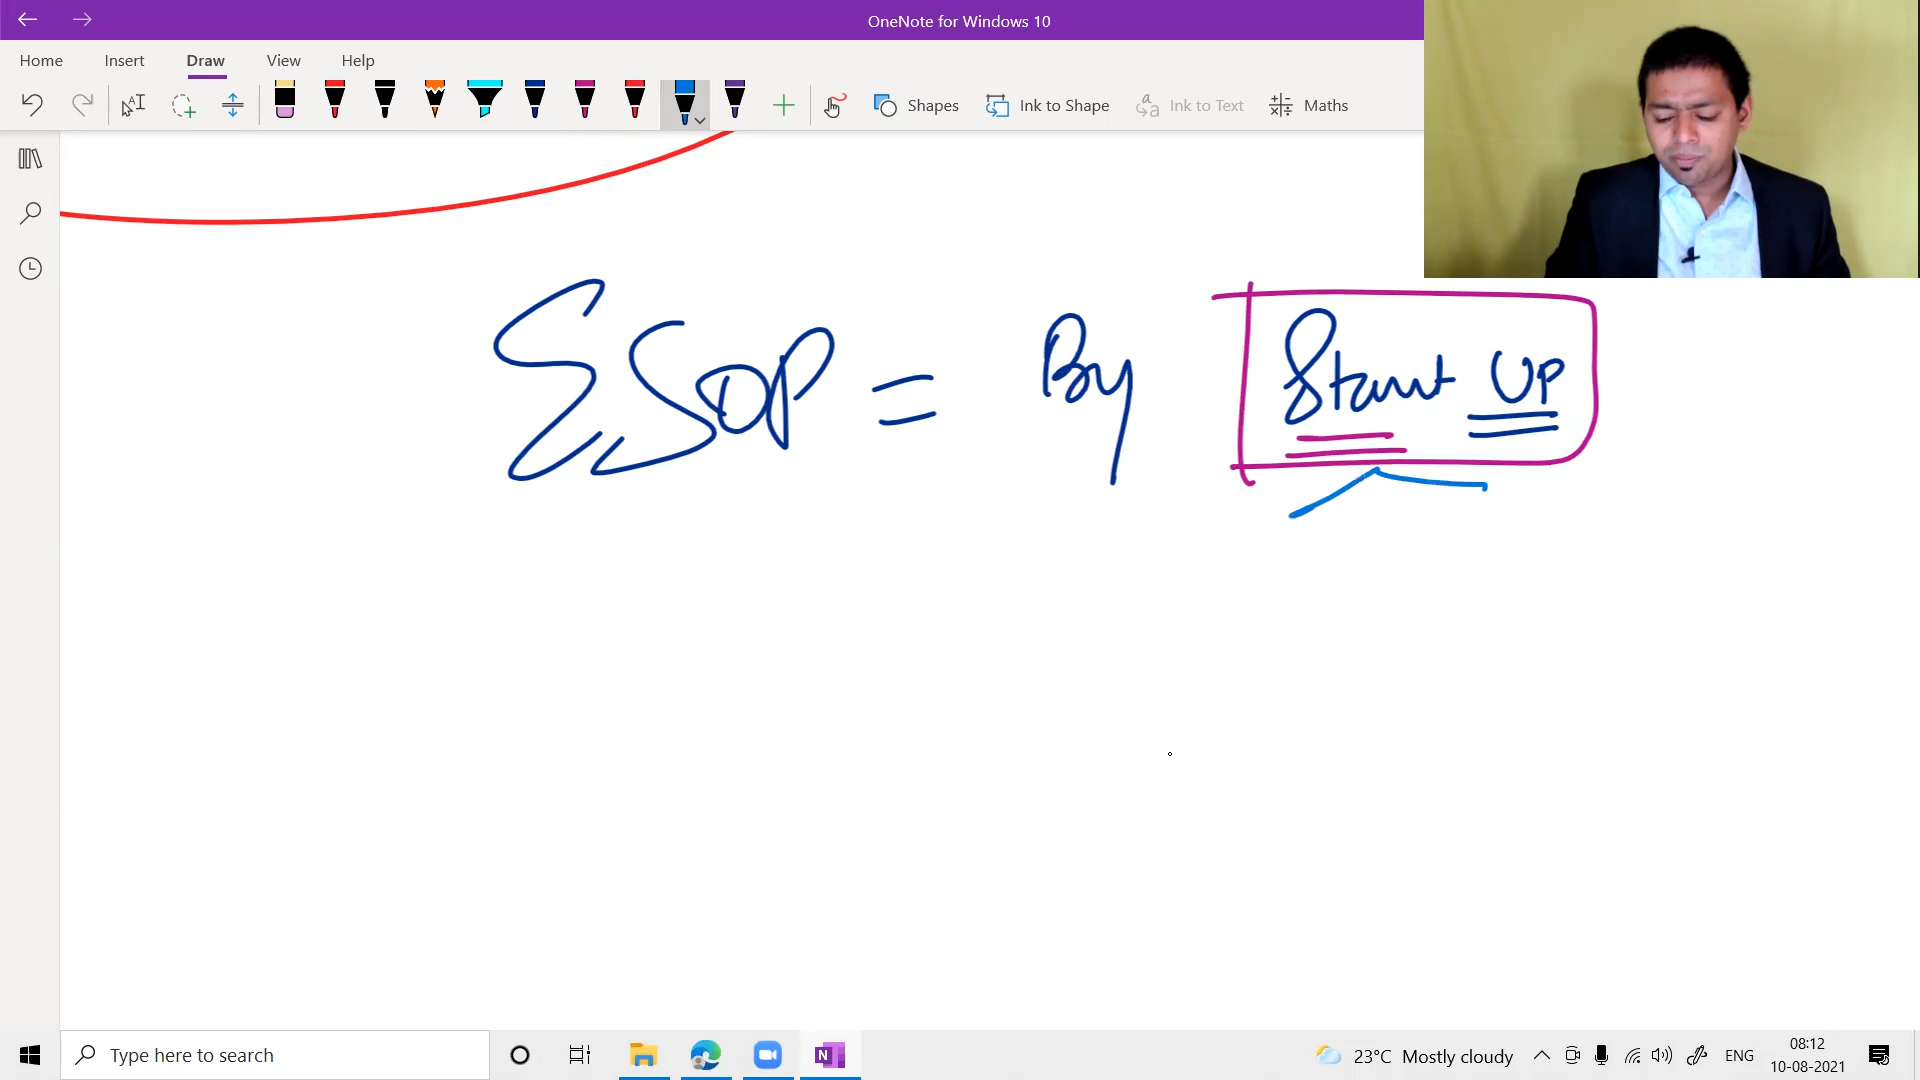 OneNote for Windows 10
Home Insert Draw View Help
Shapes Ink to Shape Ink to Text Maths
ESOP = By Start UP
Type here to search
23°C Mostly cloudy ENG 08:12
10-08-2021